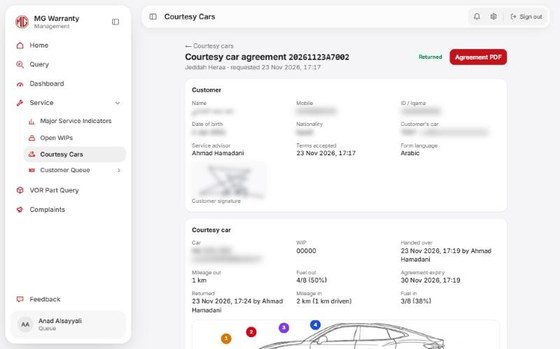 MG Warranty
Management
Home
Query
Dashboard
Service
Major Service Indicators
Open WIPs
Courtesy Cars
Customer Queue
VOR Part Query
Complaints
Feedback
AA
Anad Alsayyali
Queue
Courtesy Cars
Sign out
← Courtesy cars
Courtesy car agreement 20261123A7002
Jeddah Heraa · requested 23 Nov 2026, 17:17
Returned
Agreement PDF
Customer
Name
Mobile
ID / Iqama
Date of birth
Nationality
Customer's car
Service advisor
Ahmad Hamadani
Terms accepted
23 Nov 2026, 17:17
Form language
Arabic
Customer signature
Courtesy car
Car
WIP
00000
Handed over
23 Nov 2026, 17:19 by Ahmad
Hamadani
Mileage out
1 km
Fuel out
4/8 (50%)
Agreement expiry
30 Nov 2026, 17:19
Returned
23 Nov 2026, 17:24 by Ahmad
Hamadani
Mileage in
2 km (1 km driven)
Fuel in
3/8 (38%)
1
3
2
4